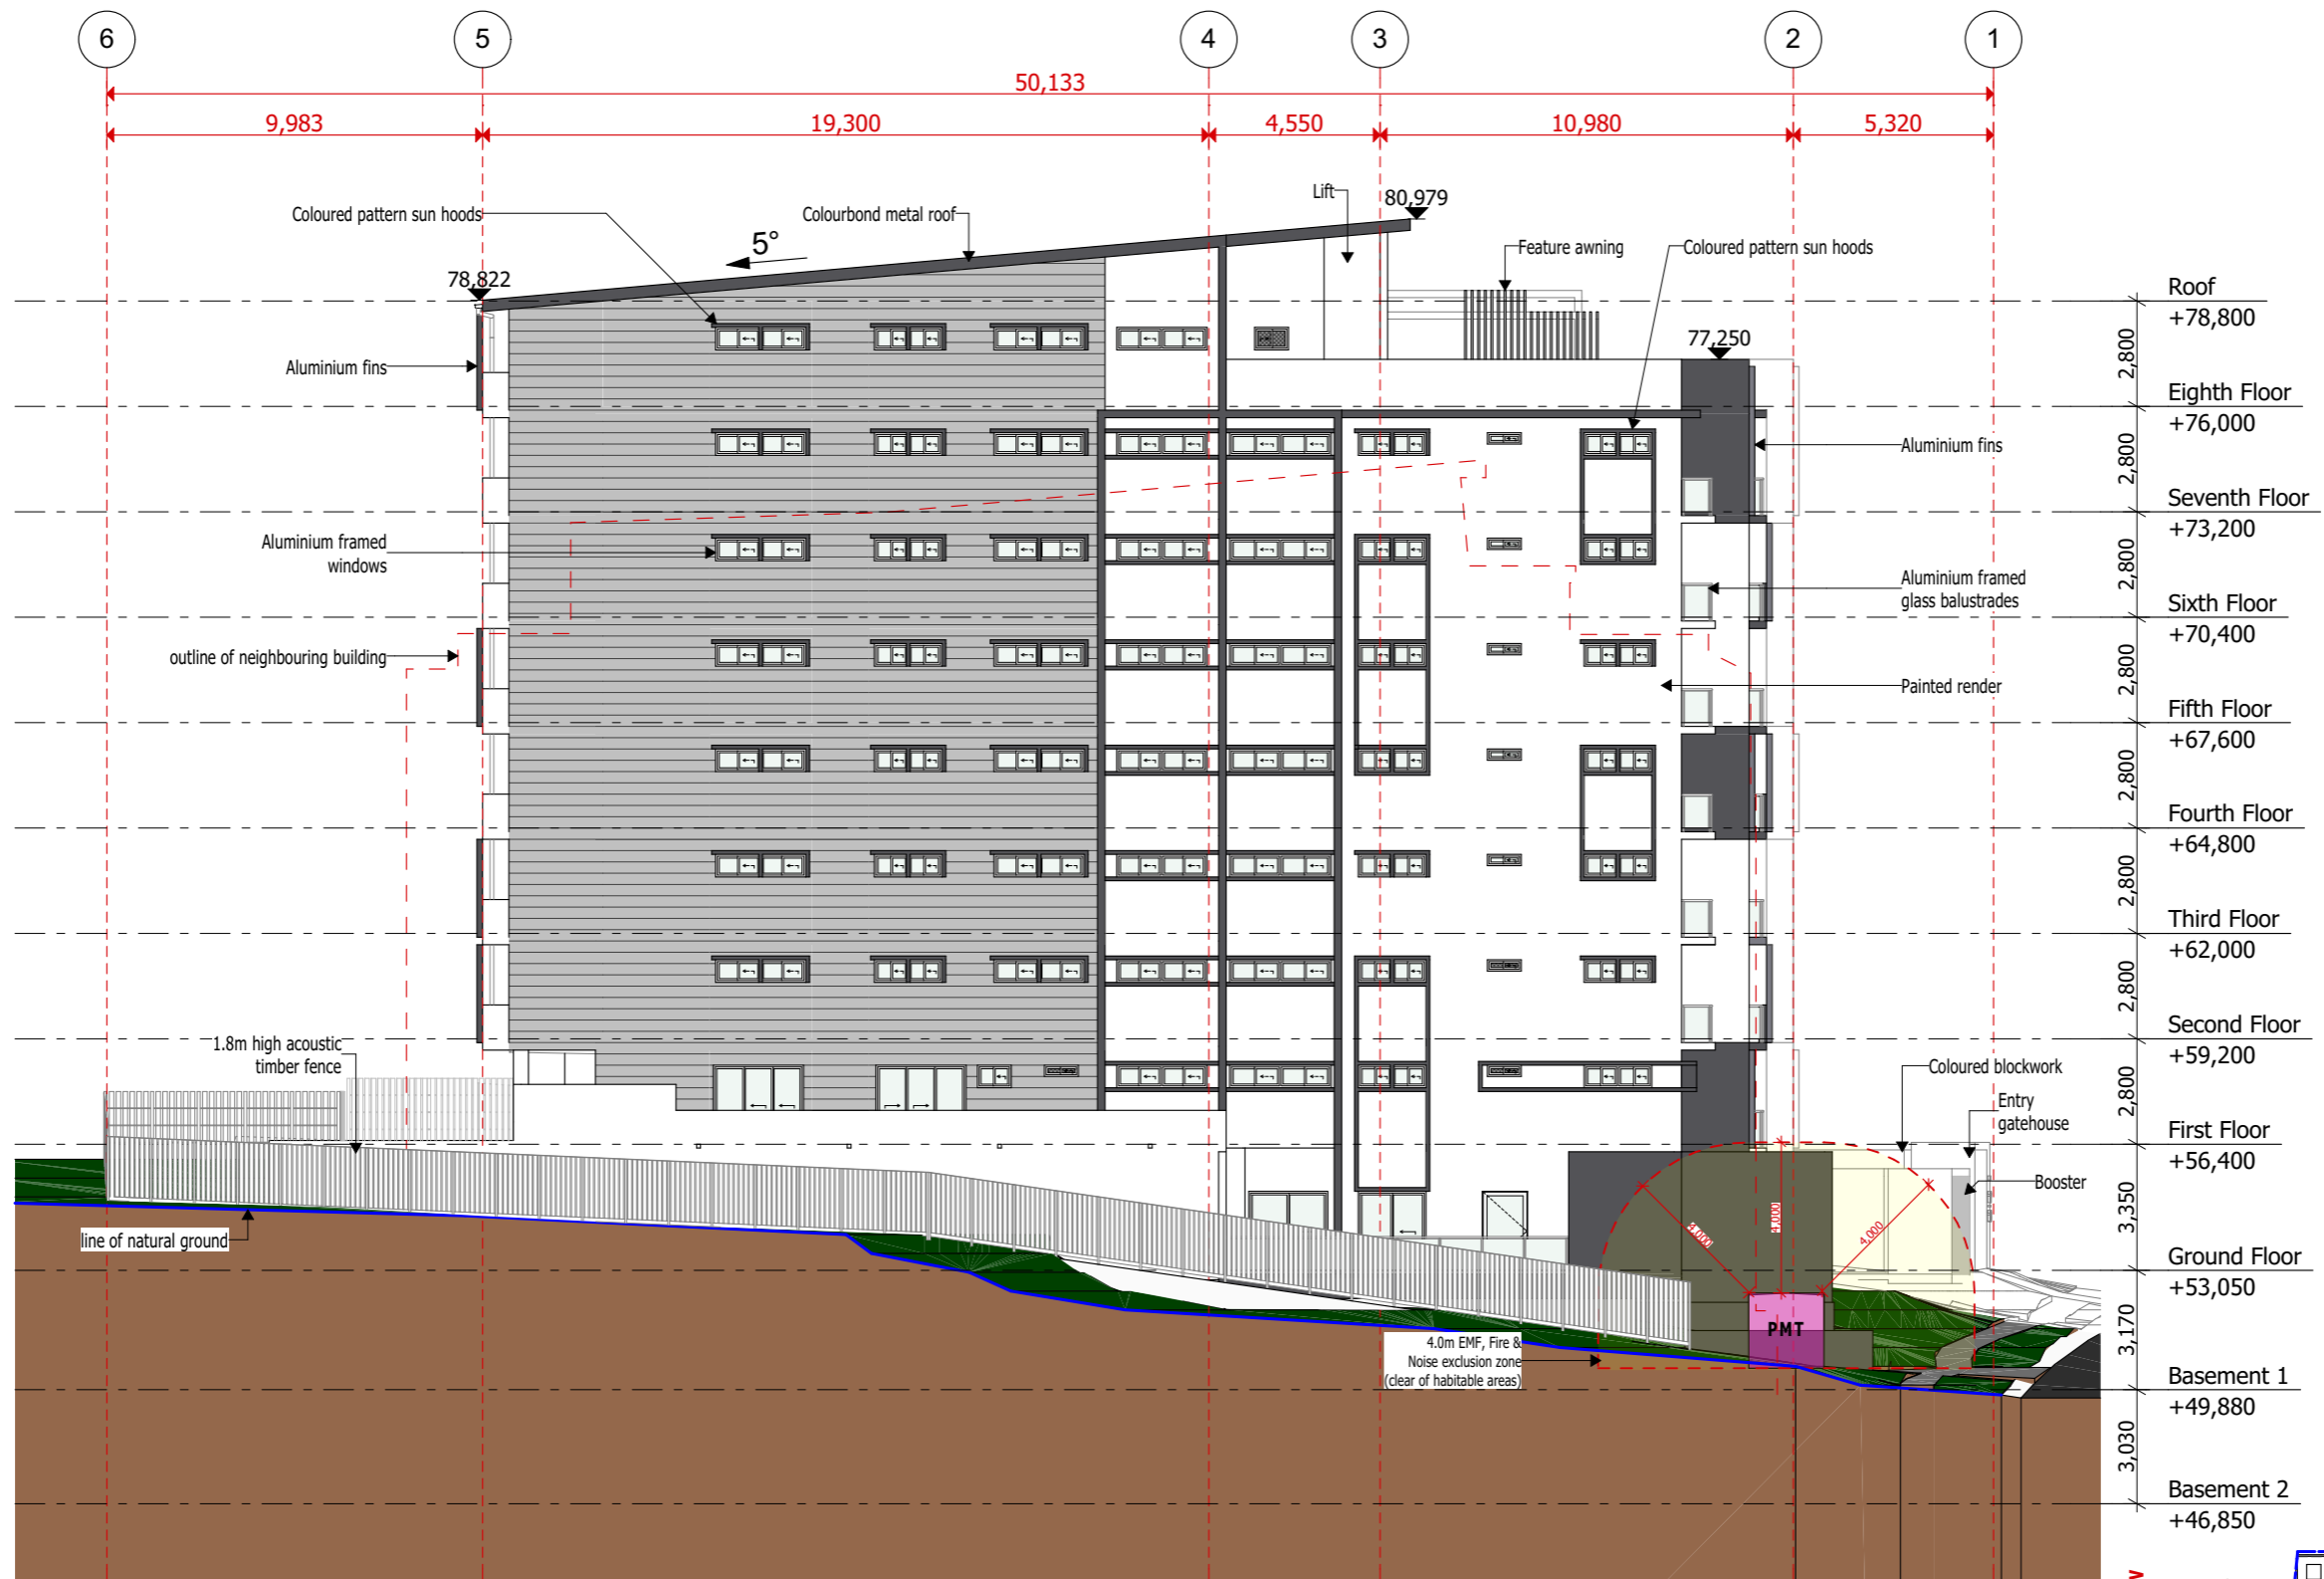 6
5
4
3
2
1
50,133
9,983
19,300
4,550
10,980
5,320
Lift
80,979
Coloured pattern sun hoods
Colourbond metal roof
5°
Feature awning
Coloured pattern sun hoods
78,822
77,250
Aluminium fins
Aluminium fins
Aluminium framed
windows
Aluminium framed
glass balustrades
outline of neighbouring building
Painted render
1.8m high acoustic
timber fence
Coloured blockwork
Entry
gatehouse
Booster
line of natural ground
4,000
4,000
4,000
PMT
4.0m EMF, Fire &
Noise exclusion zone
(clear of habitable areas)
Roof
+78,800
2,800
Eighth Floor
+76,000
2,800
Seventh Floor
+73,200
2,800
Sixth Floor
+70,400
2,800
Fifth Floor
+67,600
2,800
Fourth Floor
+64,800
2,800
Third Floor
+62,000
2,800
Second Floor
+59,200
2,800
First Floor
+56,400
3,350
Ground Floor
+53,050
3,170
Basement 1
+49,880
3,030
Basement 2
+46,850